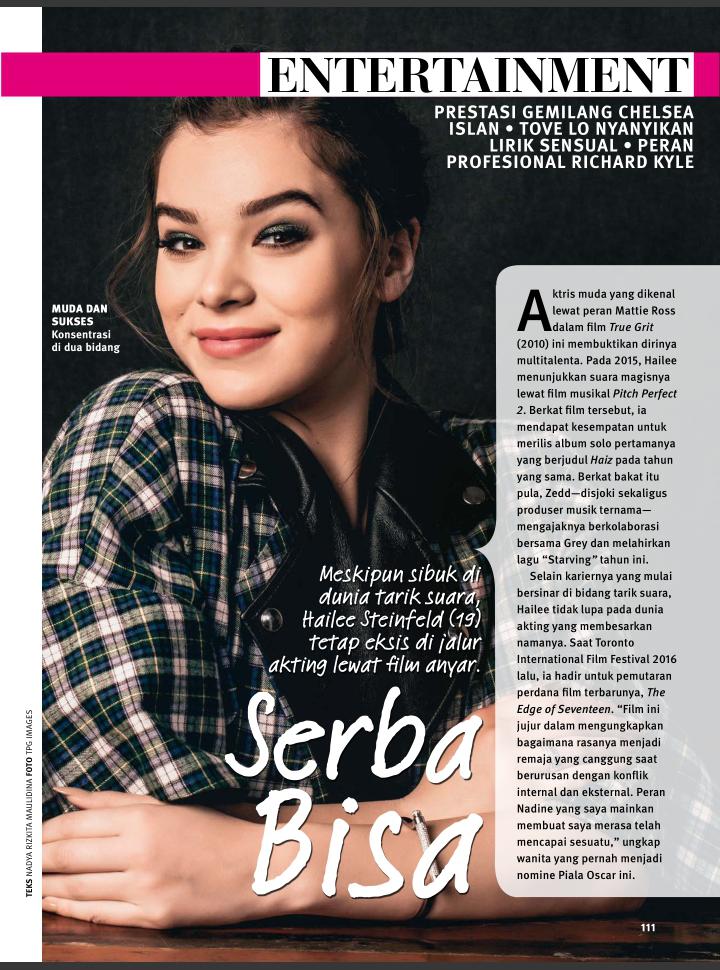 ENTERTAINMENT
PRESTASI GEMILANG CHELSEA
ISLAN • TOVE LO NYANYIKAN
LIRIK SENSUAL • PERAN
PROFESIONAL RICHARD KYLE
MUDA DAN
SUKSES
Konsentrasi
di dua bidang
Aktris muda yang dikenal
lewat peran Mattie Ross
dalam film True Grit
(2010) ini membuktikan dirinya
multitalenta. Pada 2015, Hailee
menunjukkan suara magisnya
lewat film musikal Pitch Perfect
2. Berkat film tersebut, ia
mendapat kesempatan untuk
merilis album solo pertamanya
yang berjudul Haiz pada tahun
yang sama. Berkat bakat itu
pula, Zedd—disjoki sekaligus
produser musik ternama—
mengajaknya berkolaborasi
bersama Grey dan melahirkan
lagu “Starving” tahun ini.
Selain kariernya yang mulai
bersinar di bidang tarik suara,
Hailee tidak lupa pada dunia
akting yang membesarkan
namanya. Saat Toronto
International Film Festival 2016
lalu, ia hadir untuk pemutaran
perdana film terbarunya, The
Edge of Seventeen. “Film ini
jujur dalam mengungkapkan
bagaimana rasanya menjadi
remaja yang canggung saat
berurusan dengan konflik
internal dan eksternal. Peran
Nadine yang saya mainkan
membuat saya merasa telah
mencapai sesuatu,” ungkap
wanita yang pernah menjadi
nomine Piala Oscar ini.
Meskipun sibuk di
dunia tarik suara,
Hailee Steinfeld (19)
tetap eksis di jalur
akting lewat film anyar.
Serba
Bisa
TEKS NADYA RIZKITA MAULIDINA FOTO TPG IMAGES
111